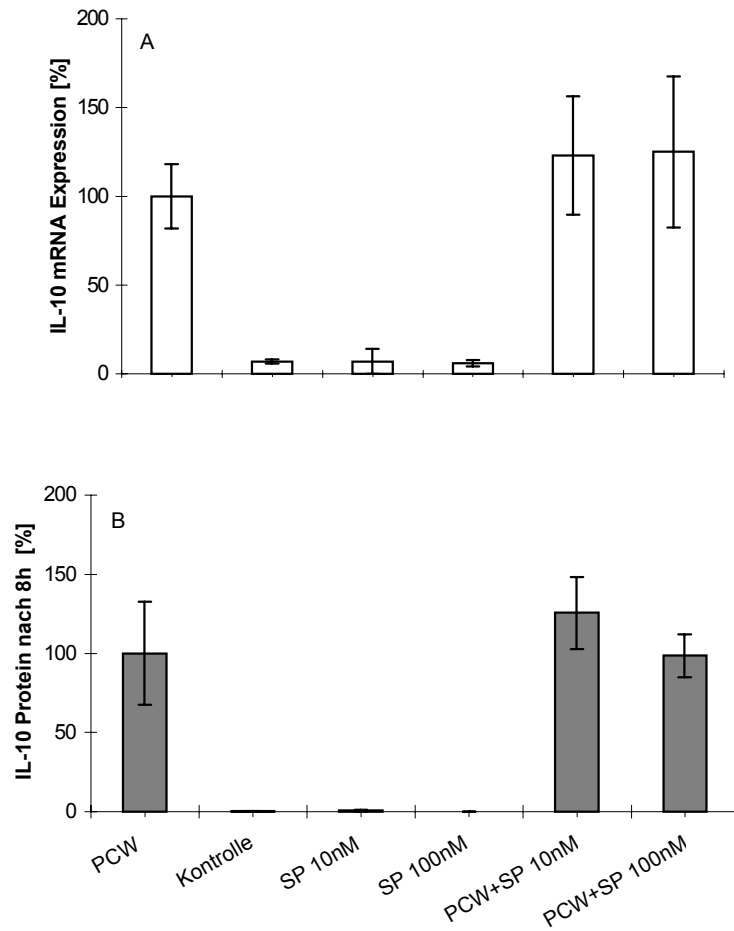 A
IL-10 mRNA Expression [%]
200
150
100
50
0
B
IL-10 Protein nach 8h [%]
200
150
100
50
0
PCW
Kontrolle
SP 10nM
SP 100nM
PCW+SP 10nM
PCW+SP 100nM